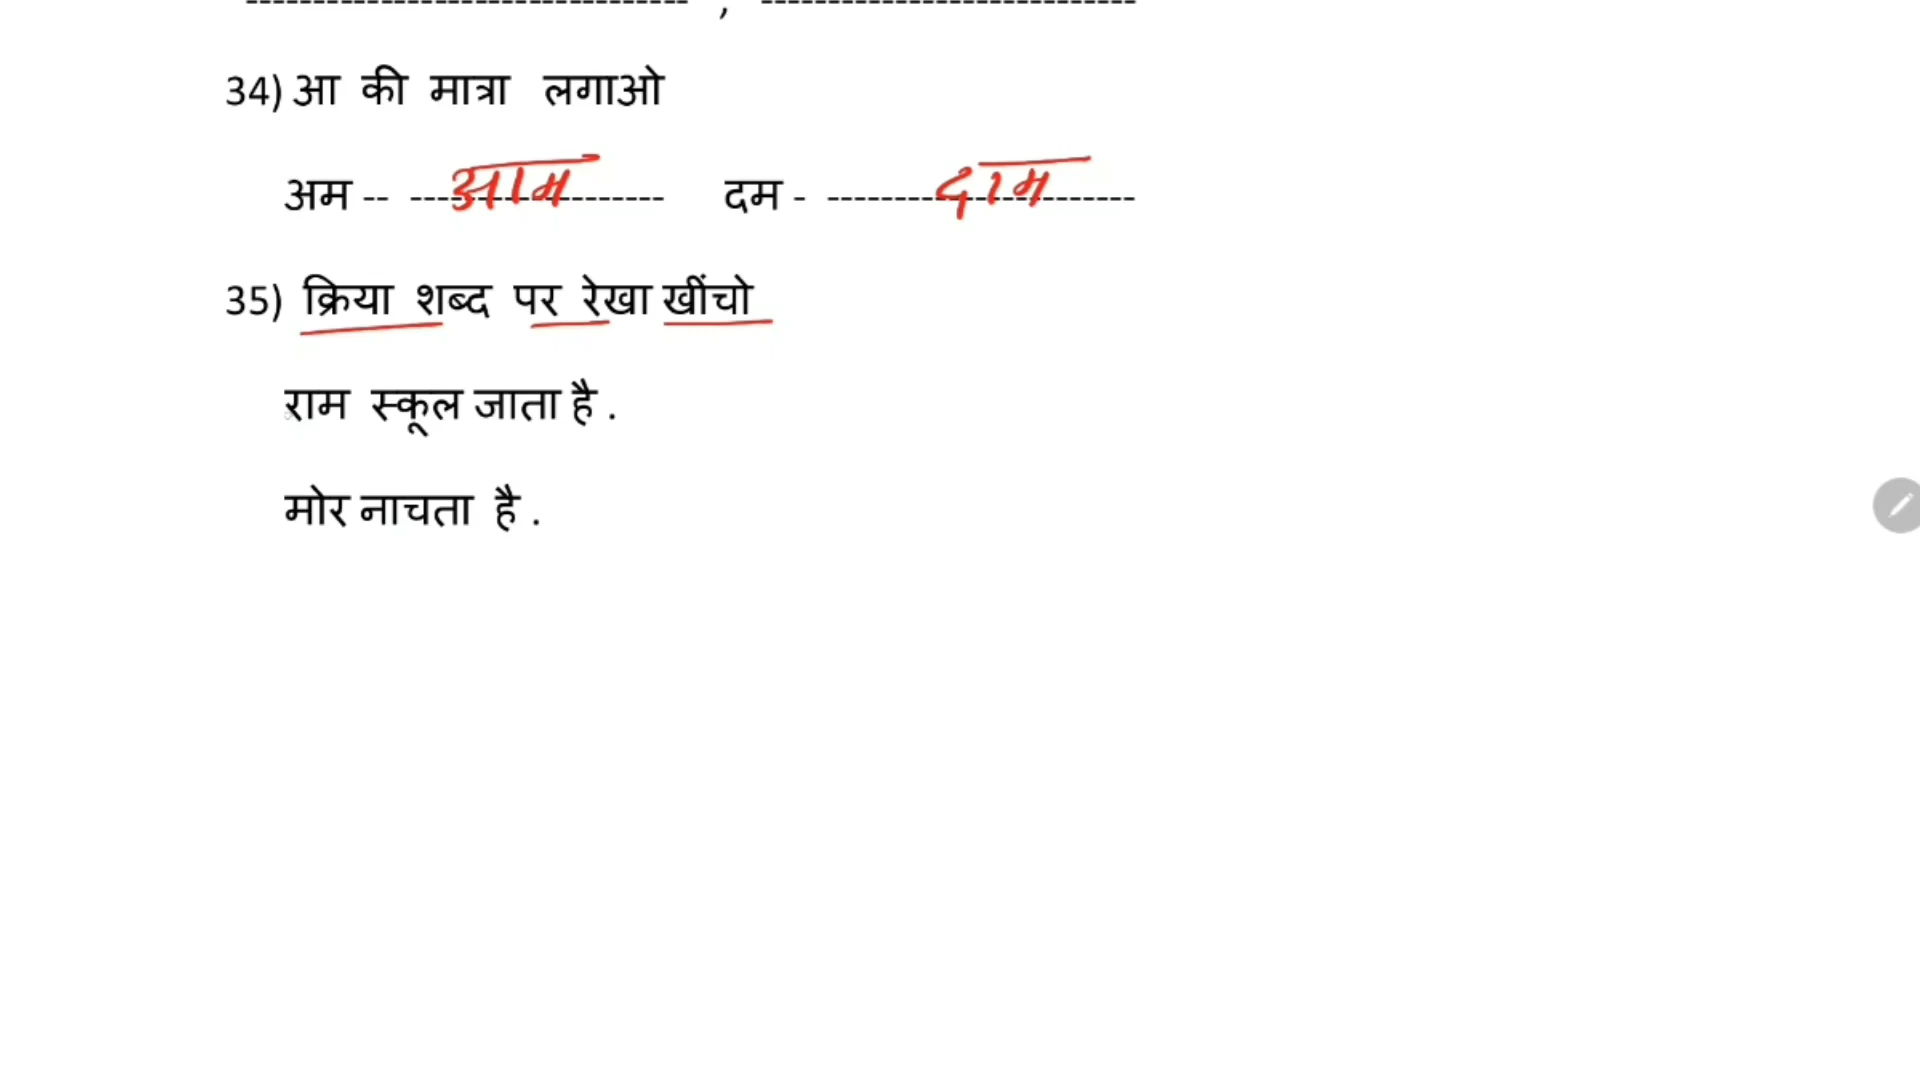 ------------------------------- , --------------------------
34) आ की मात्रा लगाओ
अम -- आम दम - दाम
35) क्रिया शब्द पर रेखा खींचो
राम स्कूल जाता है .
मोर नाचता है .